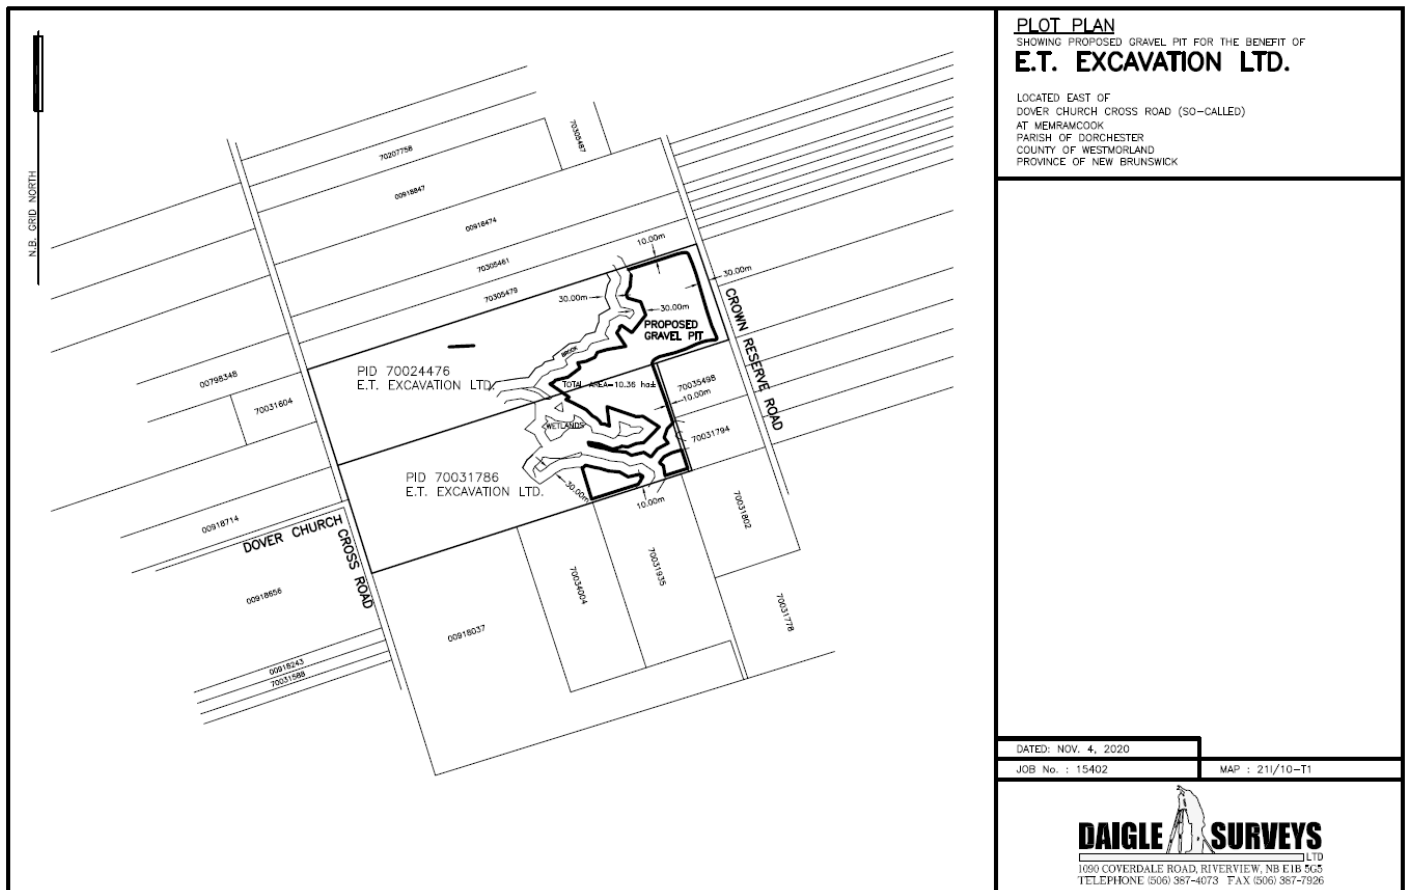 PLOT PLAN
SHOWING PROPOSED GRAVEL PIT FOR THE BENEFIT OF
E.T. EXCAVATION LTD.
LOCATED EAST OF
DOVER CHURCH CROSS ROAD (SO-CALLED)
AT MEMRAMCOOK
PARISH OF DORCHESTER
COUNTY OF WESTMORLAND
PROVINCE OF NEW BRUNSWICK
N.B. GRID NORTH
70207758
70305487
00918847
00918474
70305461
70305479
10.00m
30.00m
30.00m
30.00m
PROPOSED
GRAVEL PIT
CROWN RESERVE ROAD
BROOK
PID 70024476
E.T. EXCAVATION LTD.
TOTAL AREA=10.36 ha±
70035498
10.00m
00798348
70031604
WETLANDS
70031794
PID 70031786
E.T. EXCAVATION LTD.
30.00m
10.00m
70031802
00918714
DOVER CHURCH
CROSS ROAD
00918656
70034004
70031935
70031778
00918037
00918243
70031588
DATED: NOV. 4, 2020
JOB No. : 15402
MAP : 21I/10-T1
DAIGLE SURVEYS
LTD
1090 COVERDALE ROAD, RIVERVIEW, NB E1B 5G5
TELEPHONE (506) 387-4073 FAX (506) 387-7926